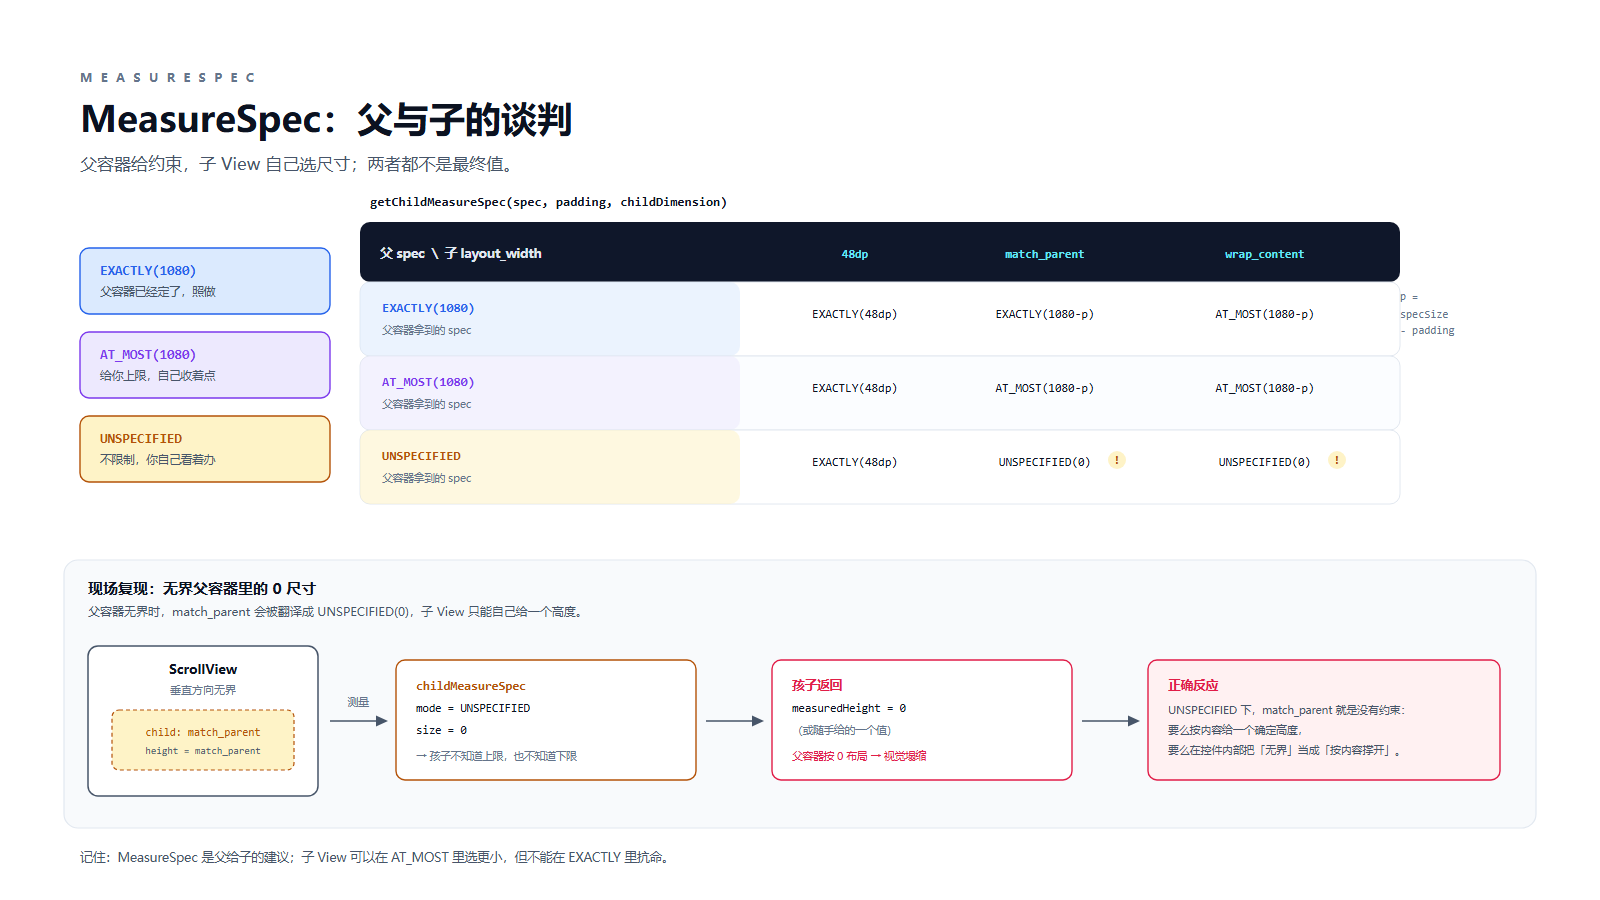 MEASURESPEC
MeasureSpec：父与子的谈判
父容器给约束，子 View 自己选尺寸；两者都不是最终值。
getChildMeasureSpec(spec, padding, childDimension)
EXACTLY(1080)
父容器已经定了，照做
AT_MOST(1080)
给你上限，自己收着点
UNSPECIFIED
不限制，你自己看着办
父 spec \ 子 layout_width
48dp
match_parent
wrap_content
EXACTLY(1080)
父容器拿到的 spec
EXACTLY(48dp)
EXACTLY(1080-p)
AT_MOST(1080-p)
p =
specSize
- padding
AT_MOST(1080)
父容器拿到的 spec
EXACTLY(48dp)
AT_MOST(1080-p)
AT_MOST(1080-p)
UNSPECIFIED
父容器拿到的 spec
EXACTLY(48dp)
UNSPECIFIED(0)
!
UNSPECIFIED(0)
!
现场复现：无界父容器里的 0 尺寸
父容器无界时，match_parent 会被翻译成 UNSPECIFIED(0)，子 View 只能自己给一个高度。
ScrollView
垂直方向无界
child: match_parent
height = match_parent
测量
childMeasureSpec
mode = UNSPECIFIED
size = 0
→ 孩子不知道上限，也不知道下限
孩子返回
measuredHeight = 0
（或随手给的一个值）
父容器按 0 布局 → 视觉塌缩
正确反应
UNSPECIFIED 下，match_parent 就是没有约束：
要么按内容给一个确定高度，
要么在控件内部把「无界」当成「按内容撑开」。
记住：MeasureSpec 是父给子的建议；子 View 可以在 AT_MOST 里选更小，但不能在 EXACTLY 里抗命。